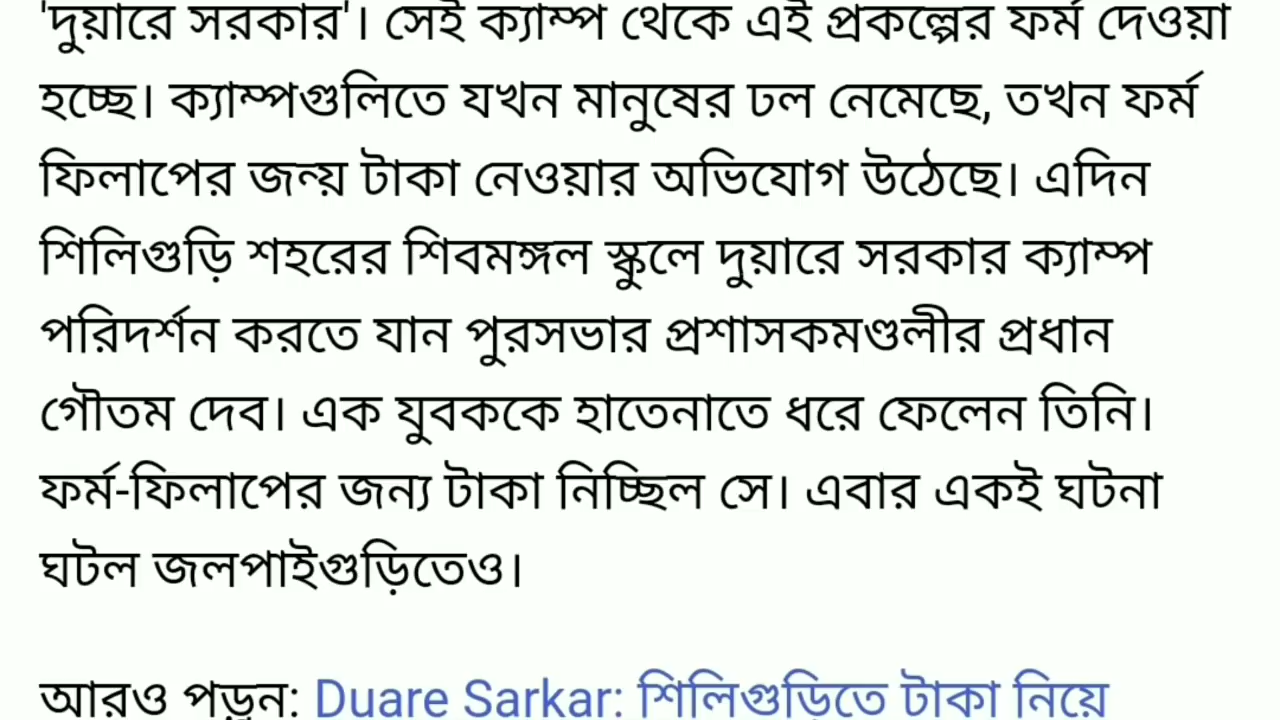 'দুয়ারে সরকার'। সেই ক্যাম্প থেকে এই প্রকল্পের ফর্ম দেওয়া
হচ্ছে। ক্যাম্পগুলিতে যখন মানুষের ঢল নেমেছে, তখন ফর্ম
ফিলাপের জন্য় টাকা নেওয়ার অভিযোগ উঠেছে। এদিন
শিলিগুড়ি শহরের শিবমঙ্গল স্কুলে দুয়ারে সরকার ক্যাম্প
পরিদর্শন করতে যান পুরসভার প্রশাসকমণ্ডলীর প্রধান
গৌতম দেব। এক যুবককে হাতেনাতে ধরে ফেলেন তিনি।
ফর্ম-ফিলাপের জন্য টাকা নিচ্ছিল সে। এবার একই ঘটনা
ঘটল জলপাইগুড়িতেও।
আরও পড়ুন: Duare Sarkar: শিলিগুড়িতে টাকা নিয়ে